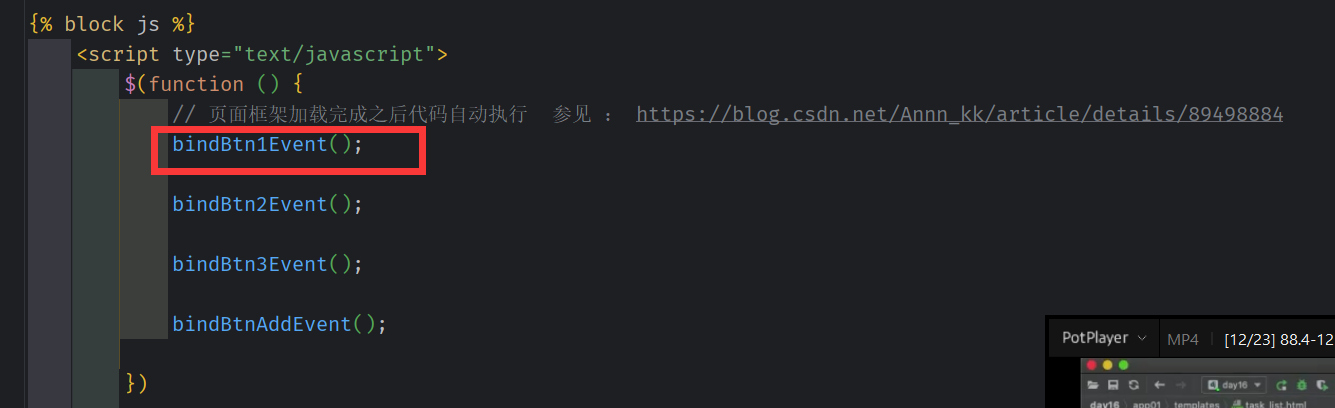 {% block js %}
<script type="text/javascript">
$(function () {
// 页面框架加载完成之后代码自动执行  参见 ： https://blog.csdn.net/Annn_kk/article/details/89498884
bindBtn1Event();
bindBtn2Event();
bindBtn3Event();
bindBtnAddEvent();
})
PotPlayer MP4 [12/23] 88.4-12
day16
day16 app01 templates task_list.html